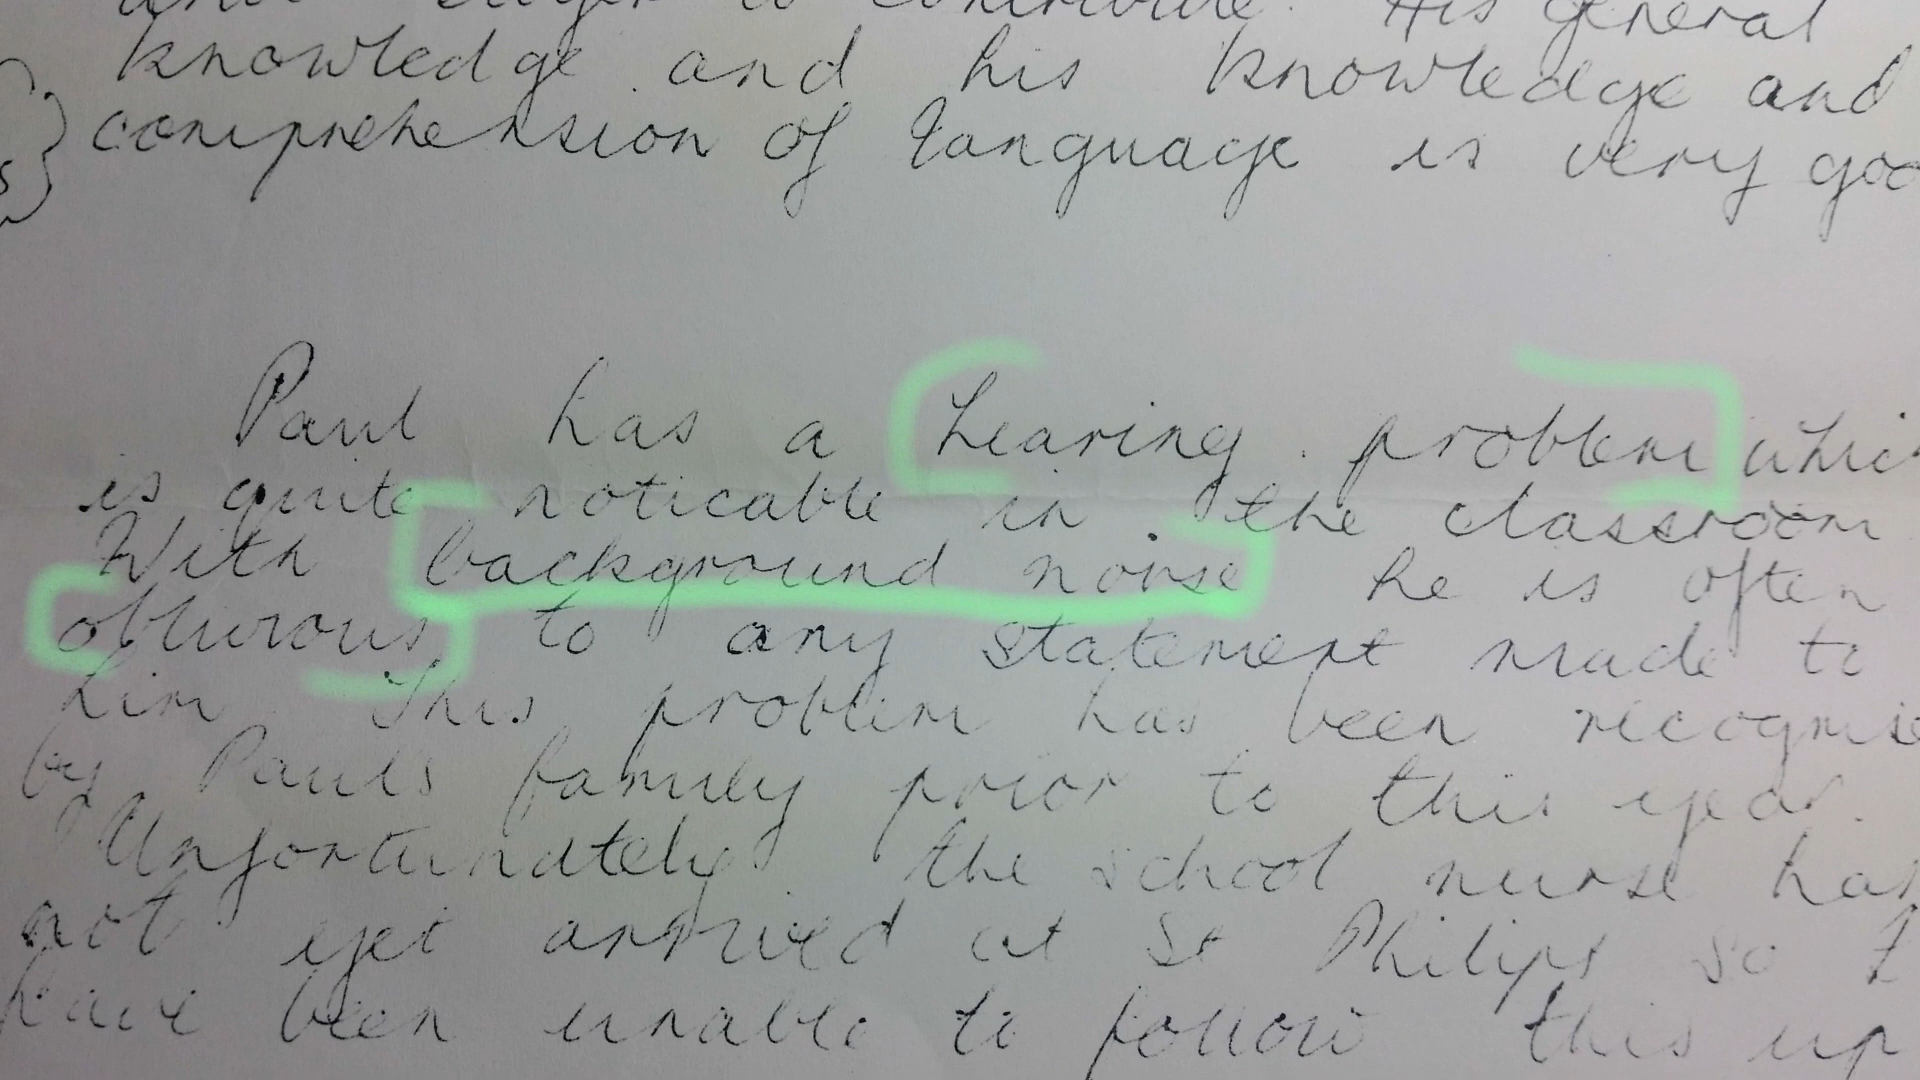 and eager to contribute. His general
knowledge and his knowledge and
comprehension of language is very goo
s
Paul has a hearing problem whic
is quite noticable in the classroom
With background noise he is often
oblivious to any statement made to
him. This problem has been recognis
by Pauls family prior to this year.
Unfortunately the school nurse has
not yet arrived at St Philips so I
have been unable to follow this up